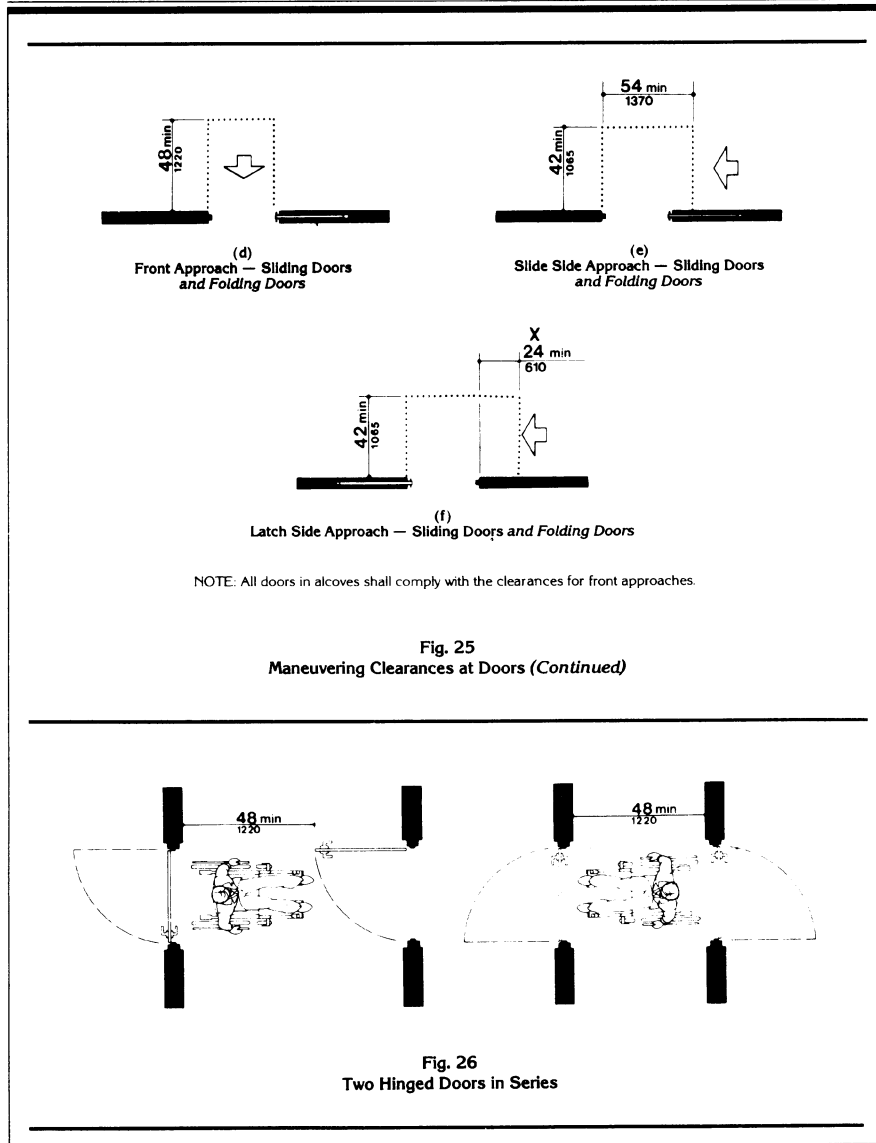 48 min
1220
(d)
Front Approach — Sliding Doors
and Folding Doors
54 min
1370
42 min
1065
(e)
Slide Side Approach — Sliding Doors
and Folding Doors
X
24 min
610
42 min
1065
(f)
Latch Side Approach — Sliding Doors and Folding Doors
NOTE: All doors in alcoves shall comply with the clearances for front approaches.
Fig. 25
Maneuvering Clearances at Doors (Continued)
48 min
1220
48 min
1220
Fig. 26
Two Hinged Doors in Series